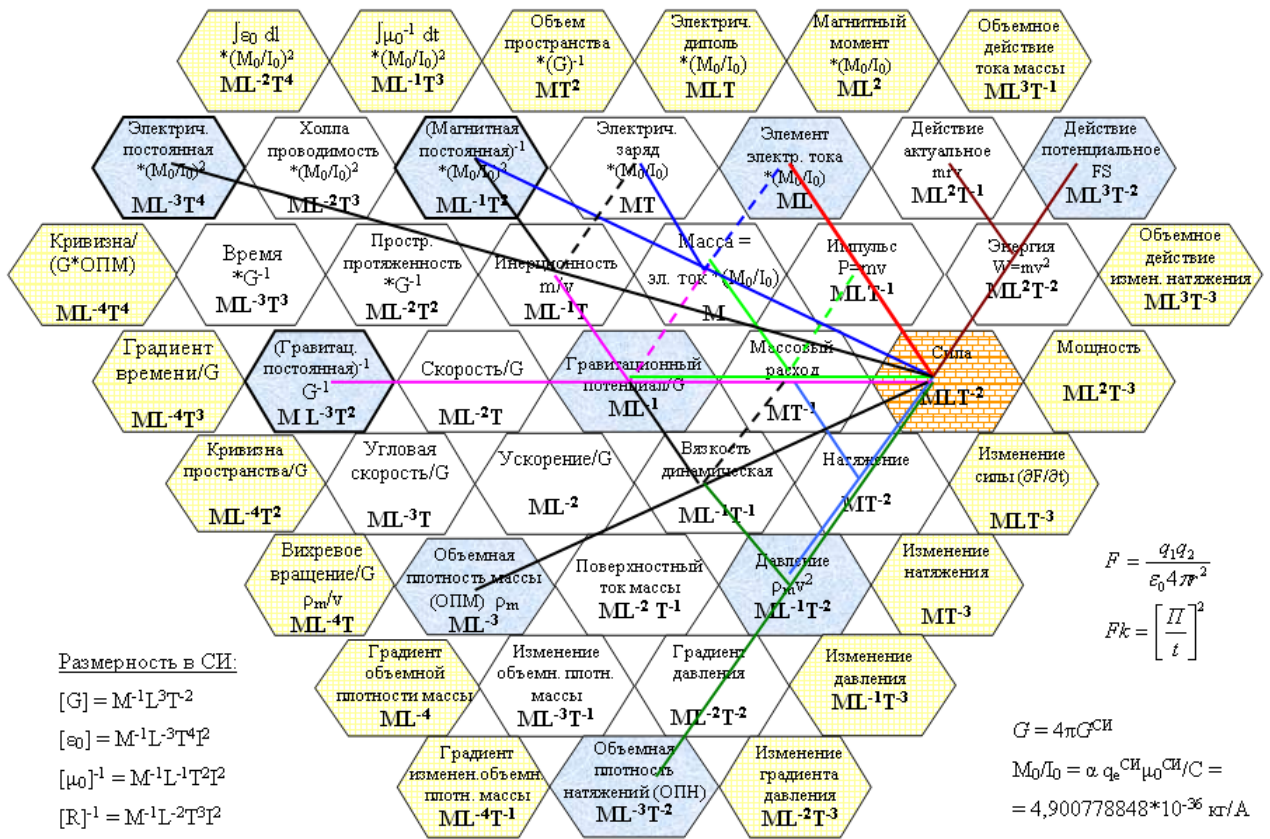 ∫ε₀ dl
*(M₀/I₀)²
ML⁻²T⁴
∫μ₀⁻¹ dt
*(M₀/I₀)²
ML⁻¹T³
Объем
пространства
*(G)⁻¹
MT²
Электрич.
диполь
*(M₀/I₀)
MLT
Магнитный
момент
*(M₀/I₀)
ML²
Объемное
действие
тока массы
ML³T⁻¹
Электрич.
постоянная
*(M₀/I₀)²
ML⁻³T⁴
Холла
проводимость
*(M₀/I₀)²
ML⁻²T³
(Магнитная
постоянная)⁻¹
*(M₀/I₀)²
ML⁻¹T²
Электрич.
заряд
*(M₀/I₀)
MT
Элемент
электр. тока
*(M₀/I₀)
ML
Действие
актуальное
mrv
ML²T⁻¹
Действие
потенциальное
FS
ML³T⁻²
Кривизна/
(G*ОПМ)
ML⁻⁴T⁴
Время
*G⁻¹
ML⁻³T³
Простр.
протяженность
*G⁻¹
ML⁻²T²
Инерционность
m/v
ML⁻¹T
Масса =
эл. ток *(M₀/I₀)
M
Импульс
P=mv
MLT⁻¹
Энергия
W=mv²
ML²T⁻²
Объемное
действие
измен. натяжения
ML³T⁻³
Градиент
времени/G
ML⁻⁴T³
(Гравитац.
постоянная)⁻¹
G⁻¹
M L⁻³T²
Скорость/G
ML⁻²T
Гравитационный
потенциал/G
ML⁻¹
Массовый
расход
MT⁻¹
Сила
MLT⁻²
Мощность
ML²T⁻³
Кривизна
пространства/G
ML⁻⁴T²
Угловая
скорость/G
ML⁻³T
Ускорение/G
ML⁻²
Вязкость
динамическая
ML⁻¹T⁻¹
Натяжение
MT⁻²
Изменение
силы (∂F/∂t)
MLT⁻³
Вихревое
вращение/G
ρm/v
ML⁻⁴T
Объемная
плотность массы
(ОПМ) ρm
ML⁻³
Поверхностный
ток массы
ML⁻² T⁻¹
Давление
ρmv²
ML⁻¹T⁻²
Изменение
натяжения
MT⁻³
Градиент
объемной
плотности массы
ML⁻⁴
Изменение
объемн. плотн.
массы
ML⁻³T⁻¹
Градиент
давления
ML⁻²T⁻²
Изменение
давления
ML⁻¹T⁻³
Градиент
изменен.объемн.
плотн. массы
ML⁻⁴T⁻¹
Объемная
плотность
натяжений (ОПН)
ML⁻³T⁻²
Изменение
градиента
давления
ML⁻²T⁻³
Размерность в СИ:
[G] = M⁻¹L³T⁻²
[ε₀] = M⁻¹L⁻³T⁴I²
[μ₀]⁻¹ = M⁻¹L⁻¹T²I²
[R]⁻¹ = M⁻¹L⁻²T³I²
F = q₁q₂ / ε₀4πr²
Fk = [П / t]²
G = 4πG^СИ
M₀/I₀ = α qₑ^СИ μ₀^СИ/C =
= 4,900778848*10⁻³⁶ кг/А